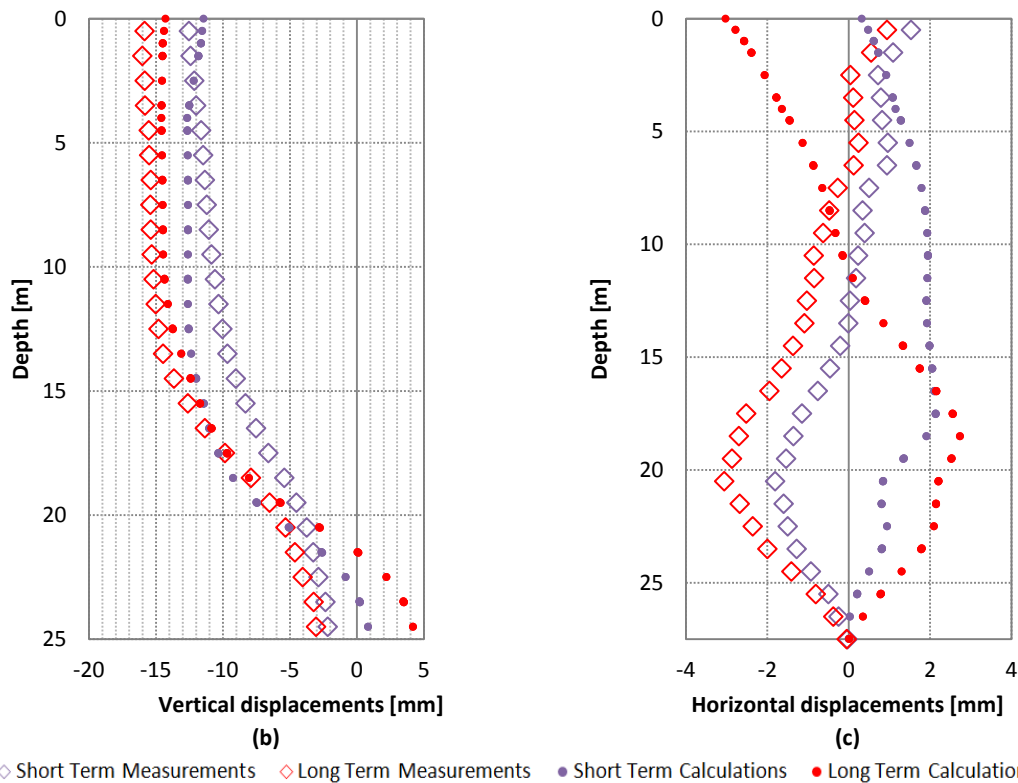 0
5
10
15
20
25
Depth [m]
-20 -15 -10 -5 0 5
Vertical displacements [mm]
(b)
0
5
10
15
20
25
Depth [m]
-4 -2 0 2 4
Horizontal displacements [mm]
(c)
Short Term Measurements Long Term Measurements Short Term Calculations Long Term Calculation